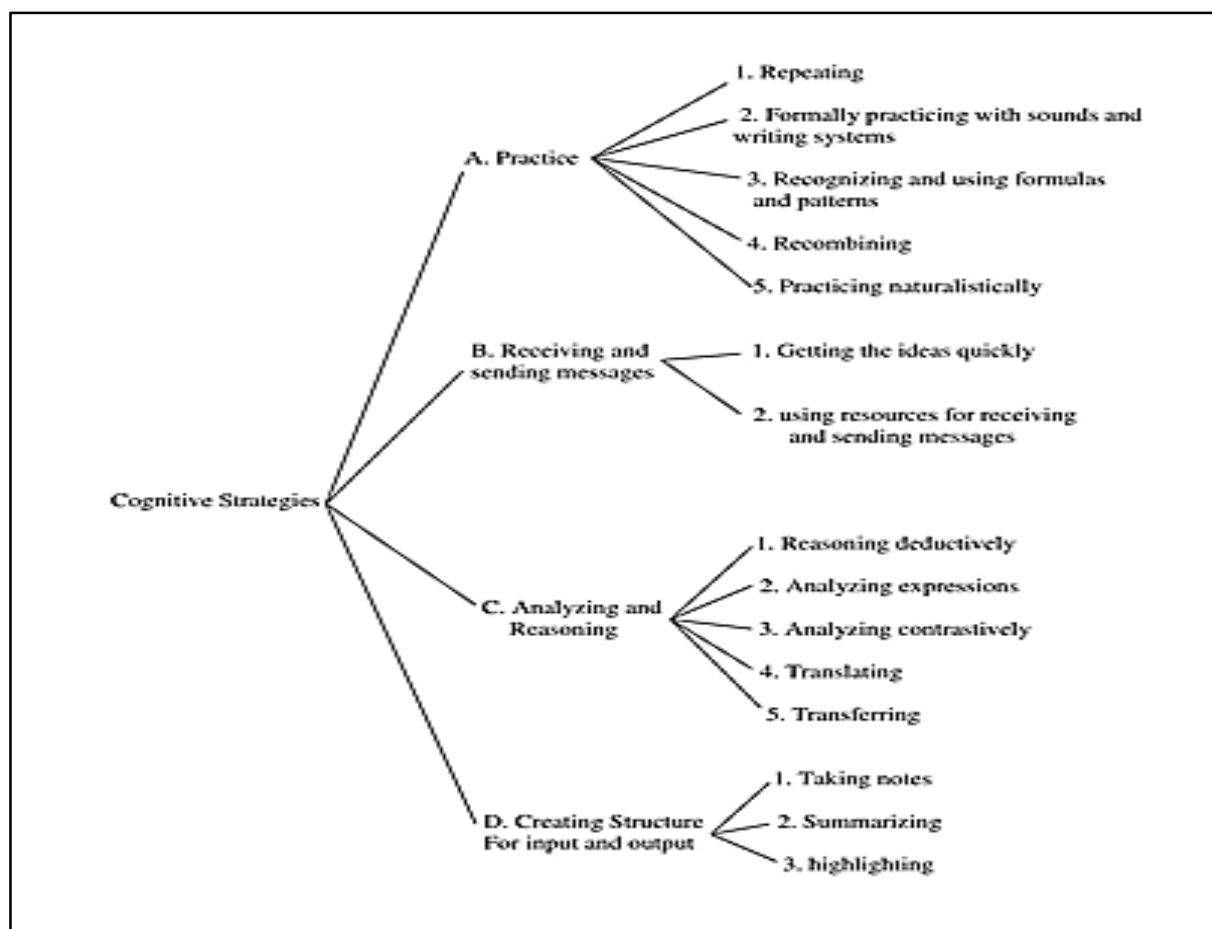 Cognitive Strategies
A. Practice
1. Repeating
2. Formally practicing with sounds and
writing systems
3. Recognizing and using formulas
and patterns
4. Recombining
5. Practicing naturalistically
B. Receiving and
sending messages
1. Getting the ideas quickly
2. using resources for receiving
and sending messages
C. Analyzing and
Reasoning
1. Reasoning deductively
2. Analyzing expressions
3. Analyzing contrastively
4. Translating
5. Transferring
D. Creating Structure
For input and output
1. Taking notes
2. Summarizing
3. highlighting